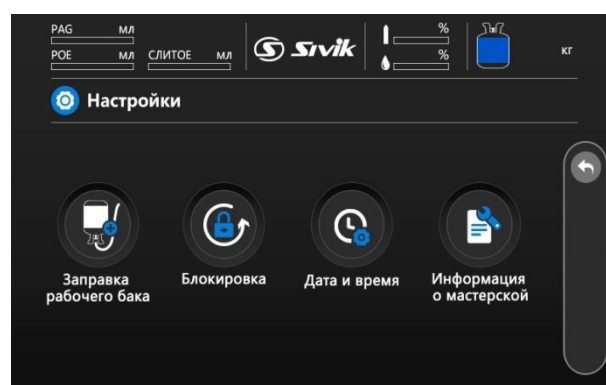 PAG мл
POE мл СЛИТОЕ мл
Sivik
%
%
кг
Настройки
Заправка
рабочего бака
Блокировка
Дата и время
Информация
о мастерской